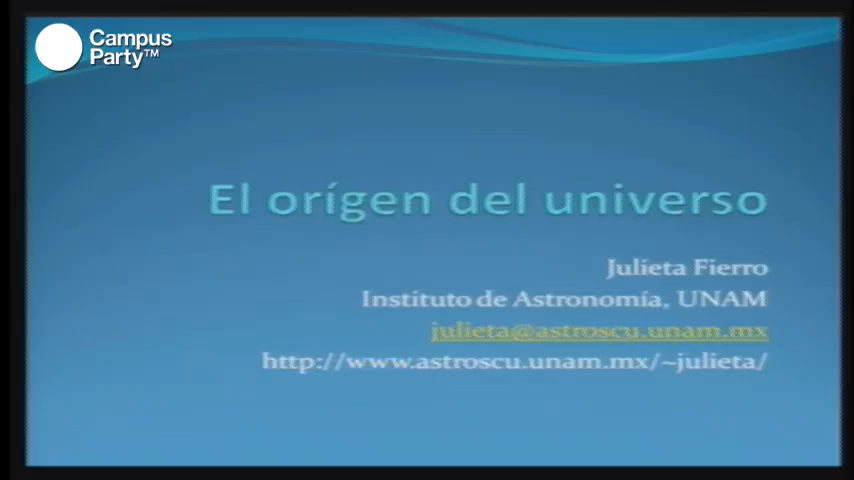 Campus
Party™
El orígen del universo
Julieta Fierro
Instituto de Astronomía, UNAM
julieta@astroscu.unam.mx
http://www.astroscu.unam.mx/~julieta/